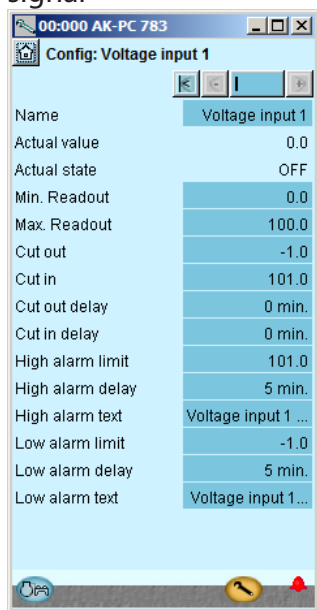 signal
00:000 AK-PC 783
Config: Voltage input 1
Name Voltage input 1
Actual value 0.0
Actual state OFF
Min. Readout 0.0
Max. Readout 100.0
Cut out -1.0
Cut in 101.0
Cut out delay 0 min.
Cut in delay 0 min.
High alarm limit 101.0
High alarm delay 5 min.
High alarm text Voltage input 1 ...
Low alarm limit -1.0
Low alarm delay 5 min.
Low alarm text Voltage input 1...